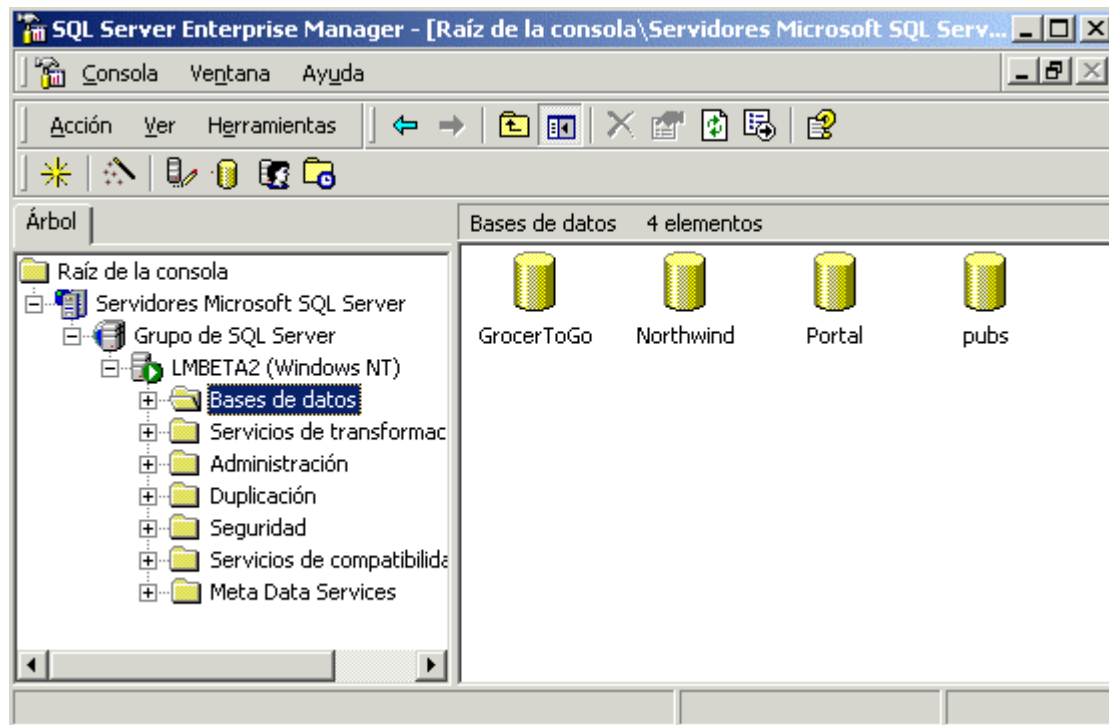 SQL Server Enterprise Manager - [Raíz de la consola\Servidores Microsoft SQL Serv...
Consola Ventana Ayuda
Acción Ver Herramientas
Árbol
Bases de datos 4 elementos
Raíz de la consola
Servidores Microsoft SQL Server
Grupo de SQL Server
LMBETA2 (Windows NT)
Bases de datos
Servicios de transformac
Administración
Duplicación
Seguridad
Servicios de compatibilida
Meta Data Services
GrocerToGo Northwind Portal pubs